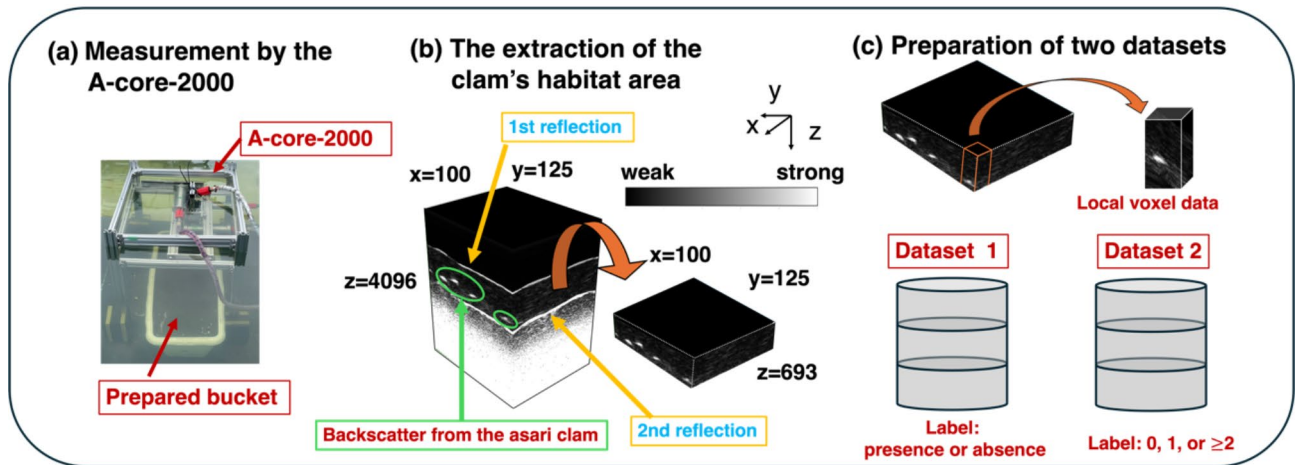 (a) Measurement by the
A-core-2000
A-core-2000
Prepared bucket
(b) The extraction of the
clam's habitat area
1st reflection
x=100
y=125
z=4096
y
x
z
weak
strong
x=100
y=125
z=693
Backscatter from the asari clam
2nd reflection
(c) Preparation of two datasets
Local voxel data
Dataset 1
Label:
presence or absence
Dataset 2
Label: 0, 1, or ≥2